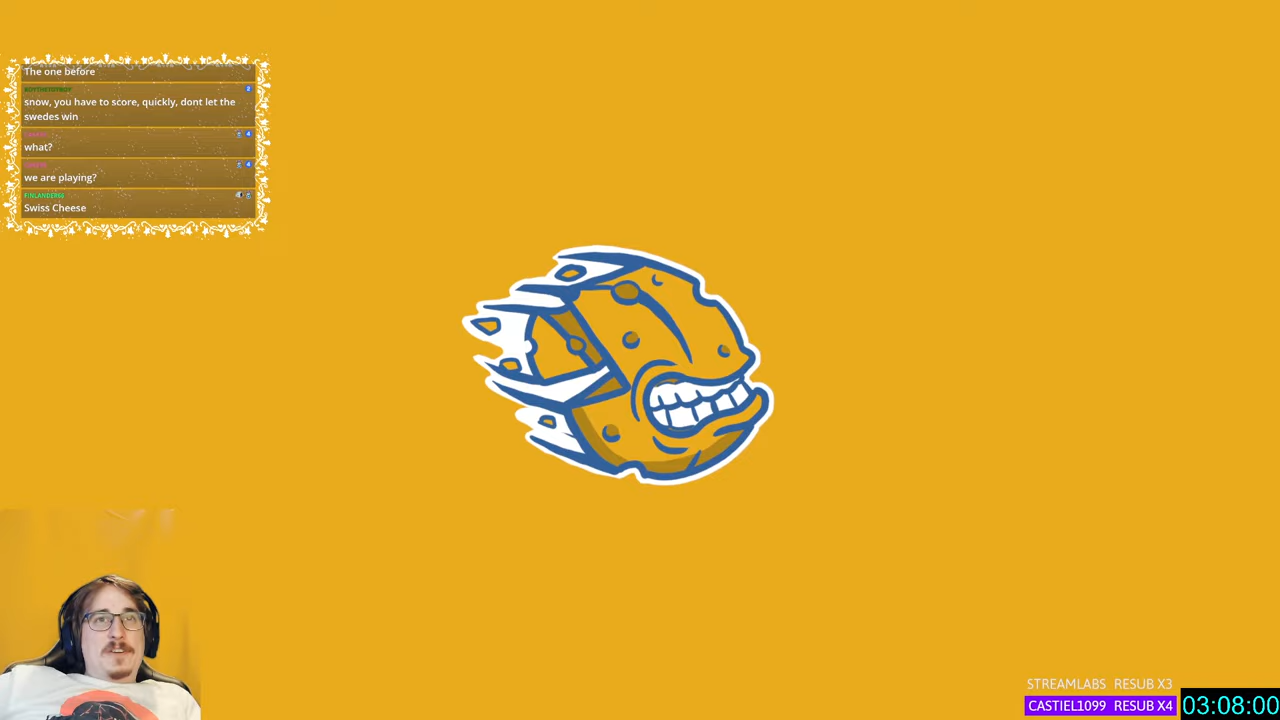 The one before
snow, you have to score, quickly, dont let the
swedes win
what?
we are playing?
FINLANDER66
Swiss Cheese
STREAMLABS RESUB X3
CASTIEL1099 RESUB X4
03:08:00